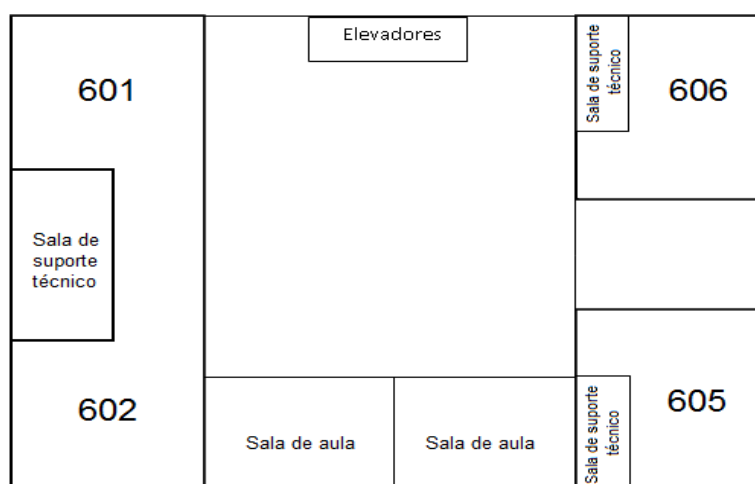 Elevadores
601
Sala de suporte
técnico
606
Sala de
suporte
técnico
602
Sala de aula
Sala de aula
Sala de suporte
técnico
605